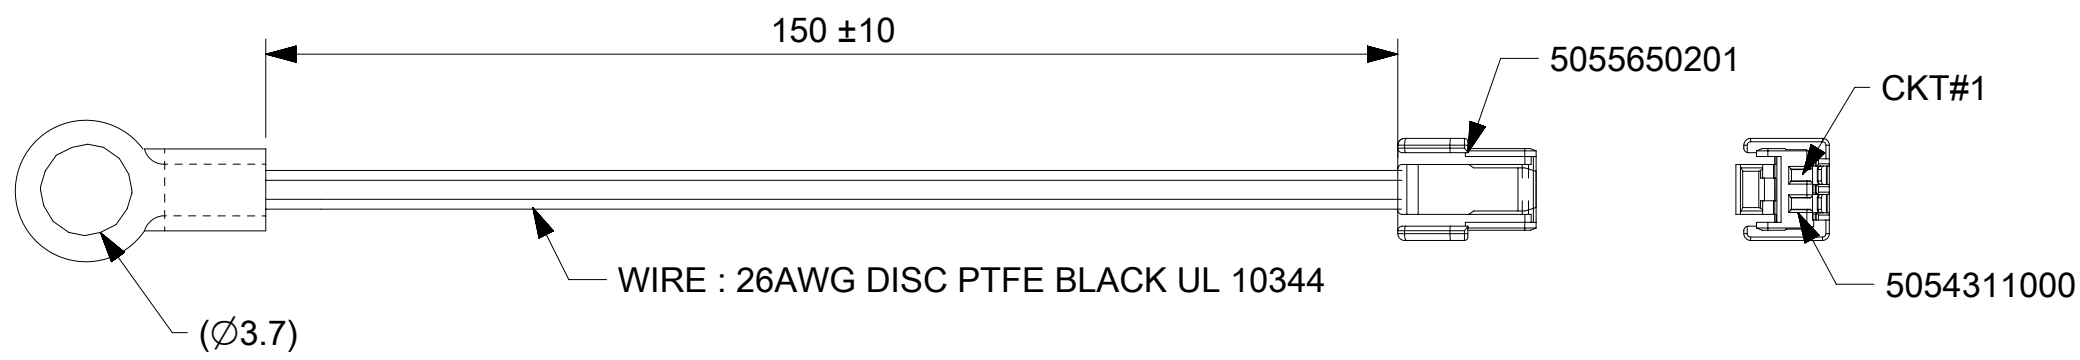 150 ±10
5055650201
CKT#1
WIRE : 26AWG DISC PTFE BLACK UL 10344
5054311000
(∅3.7)